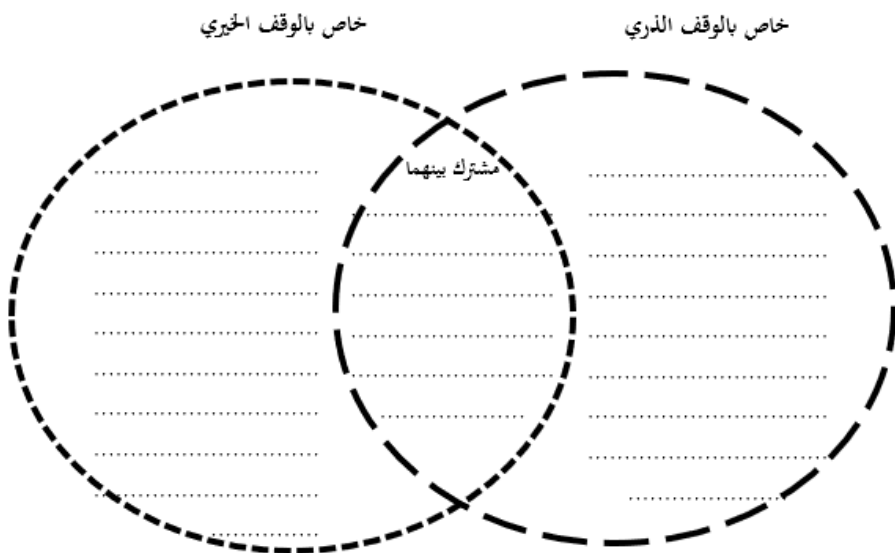 خاص بالوقف الذري
خاص بالوقف الخيري
مشترك بينهما